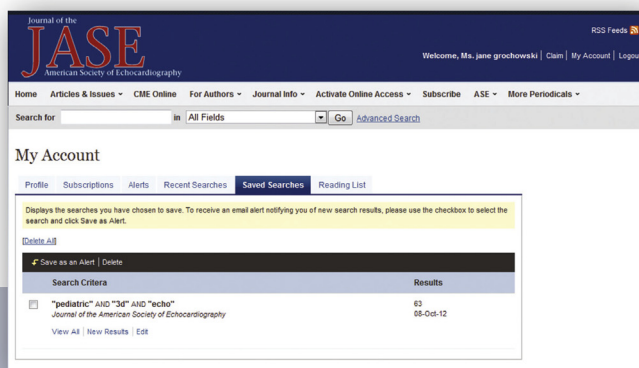 Journal of the
JASE
American Society of Echocardiography
RSS Feeds
Welcome, Ms. jane grochowski | Claim | My Account | Logou
Home Articles & Issues CME Online For Authors Journal Info Activate Online Access Subscribe ASE More Periodicals
Search for in All Fields Go Advanced Search
My Account
Profile Subscriptions Alerts Recent Searches Saved Searches Reading List
Displays the searches you have chosen to save. To receive an email alert notifying you of new search results, please use the checkbox to select the
search and click Save as Alert.
[Delete All]
Save as an Alert | Delete
Search Critera Results
"pediatric" AND "3d" AND "echo" 63
Journal of the American Society of Echocardiography 08-Oct-12
View All | New Results | Edit